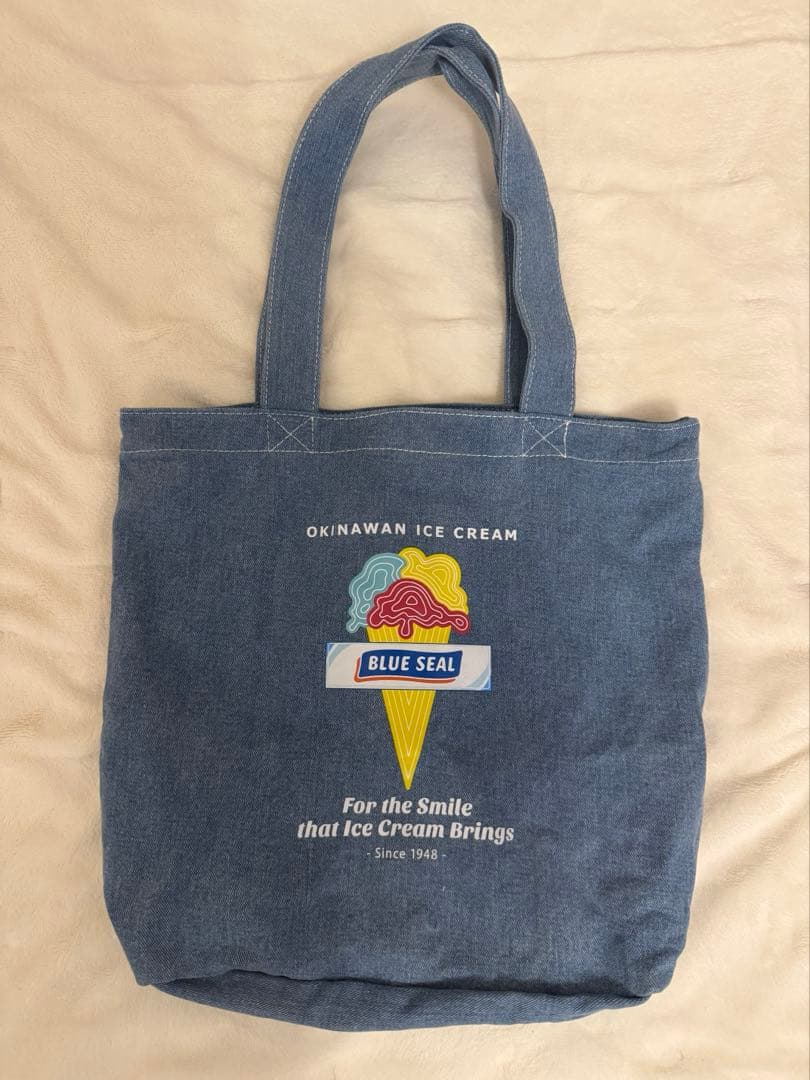 OKINAWAN ICE CREAM
BLUE SEAL
For the Smile
that Ice Cream Brings
- Since 1948 -